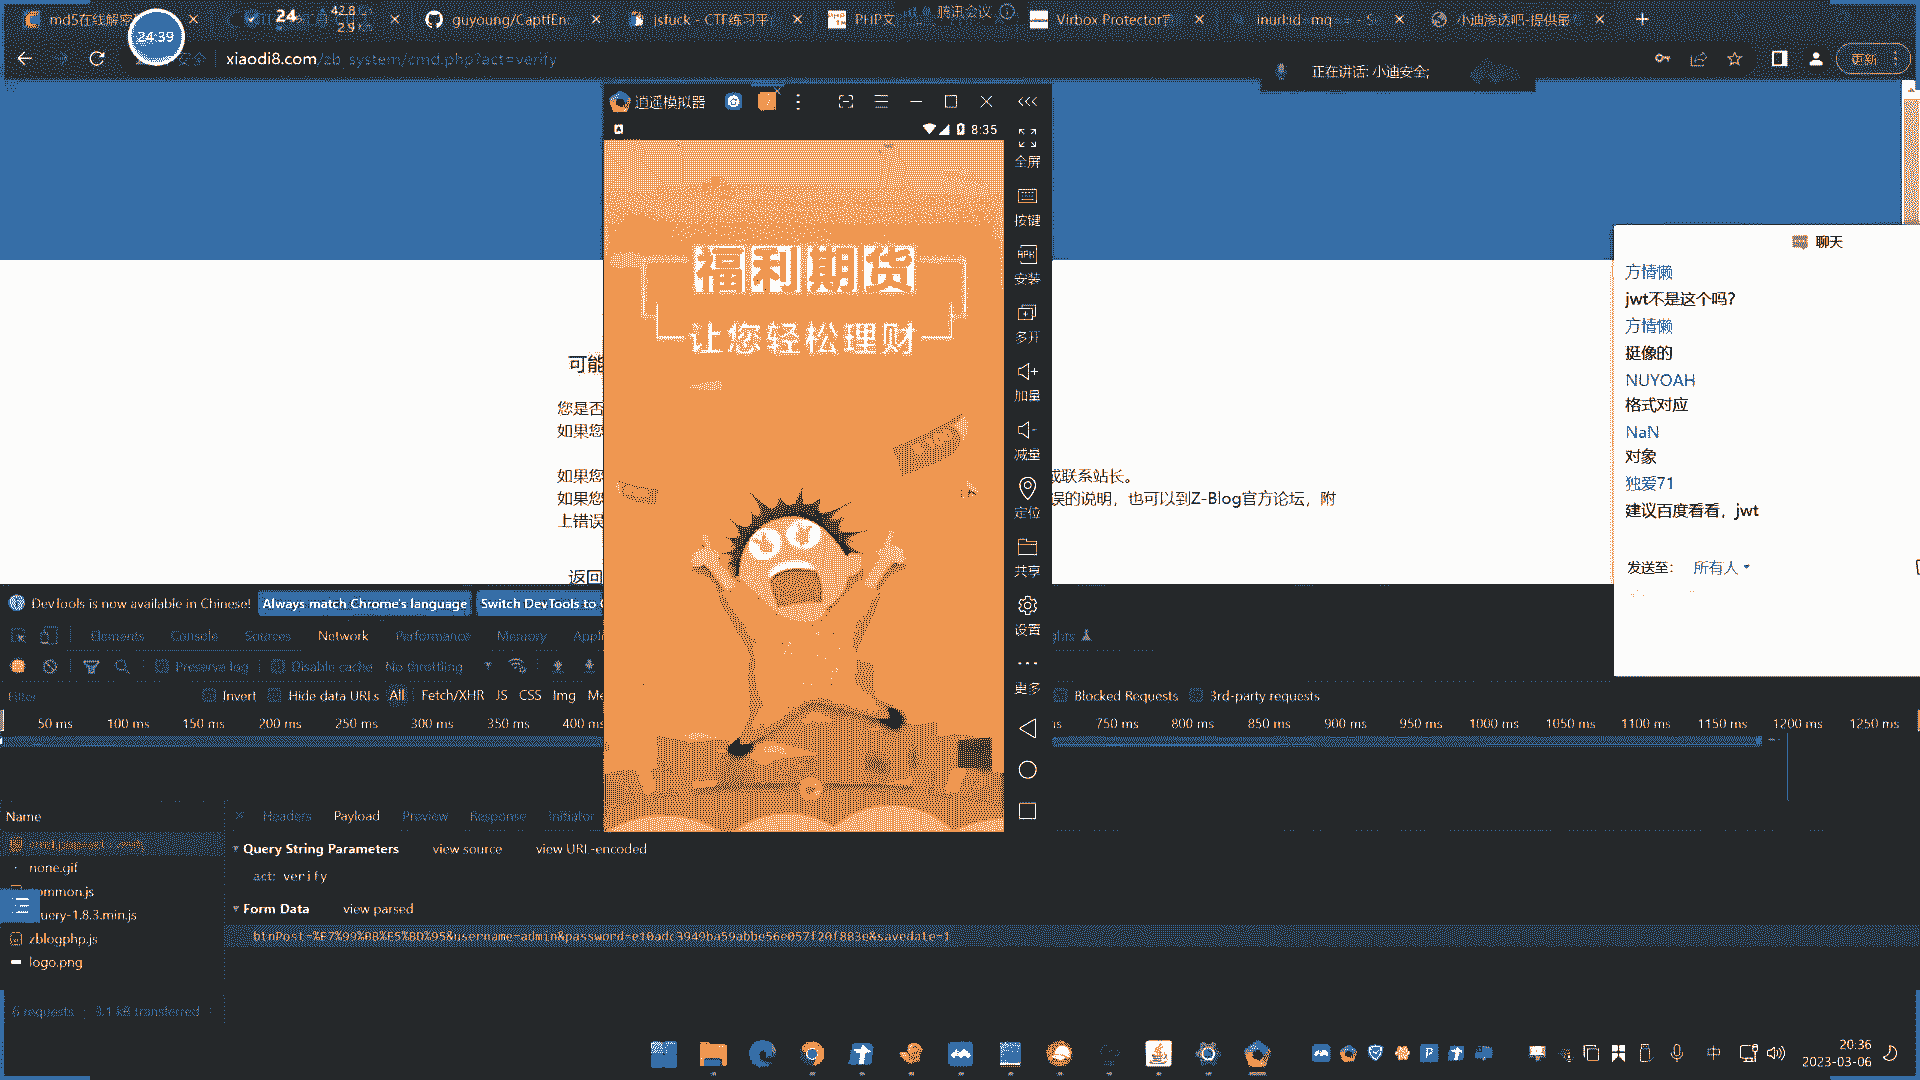 md5在线解密
24
42.8
2.9
guyoung/CaptfEnc
jsfuck - CTF练习平
PHP文
腾讯会议
Virbox Protector
inurl:id=mq
小迪渗透吧-提供最
24:39
xiaodi8.com/zb_system/cmd.php?act=verify
更新
正在讲话: 小迪安全;
逍遥模拟器
8:35
福利期货
让您轻松理财
全屏
按键
安装
多开
加量
减量
定位
共享
设置
更多
可能
您是否
如果您
如果您
或联系站长。
如果您
误的说明，也可以到Z-Blog官方论坛，附
上错误
返回
聊天
方情懒
jwt不是这个吗?
方情懒
挺像的
NUYOAH
格式对应
NaN
对象
独爱71
建议百度看看，jwt
发送至:
所有人
DevTools is now available in Chinese!
Always match Chrome's language
Switch DevTools to C
Elements
Console
Sources
Network
Performance
Memory
Appl
Preserve log
Disable cache
No throttling
Filter
Invert
Hide data URLs
All
Fetch/XHR
JS
CSS
Img
Me
Blocked Requests
3rd-party requests
50 ms
100 ms
150 ms
200 ms
250 ms
300 ms
350 ms
400 ms
750 ms
800 ms
850 ms
900 ms
950 ms
1000 ms
1050 ms
1100 ms
1150 ms
1200 ms
1250 ms
Name
Headers
Payload
Preview
Response
Initiator
cmd.php?act=verify
none.gif
common.js
query-1.8.3.min.js
zblogphp.js
logo.png
Query String Parameters
view source
view URL-encoded
act: verify
Form Data
view parsed
btnPost=%E7%99%BB%E5%BD%95&username=admin&password=e10adc3949ba59abbe56e057f20f883e&savedate=1
6 requests
3.1 kB transferred
中
20:36
2023-03-06